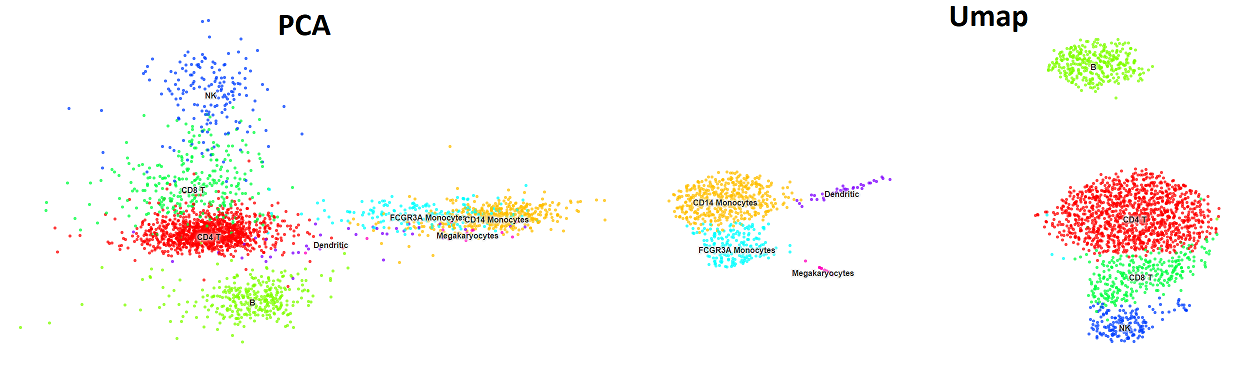 PCA
NK
CD8 T
CD4 T
FCGR3A Monocytes
CD14 Monocytes
Megakaryocytes
Dendritic
B
Umap
B
CD14 Monocytes
Dendritic
FCGR3A Monocytes
Megakaryocytes
CD4 T
CD8 T
NK